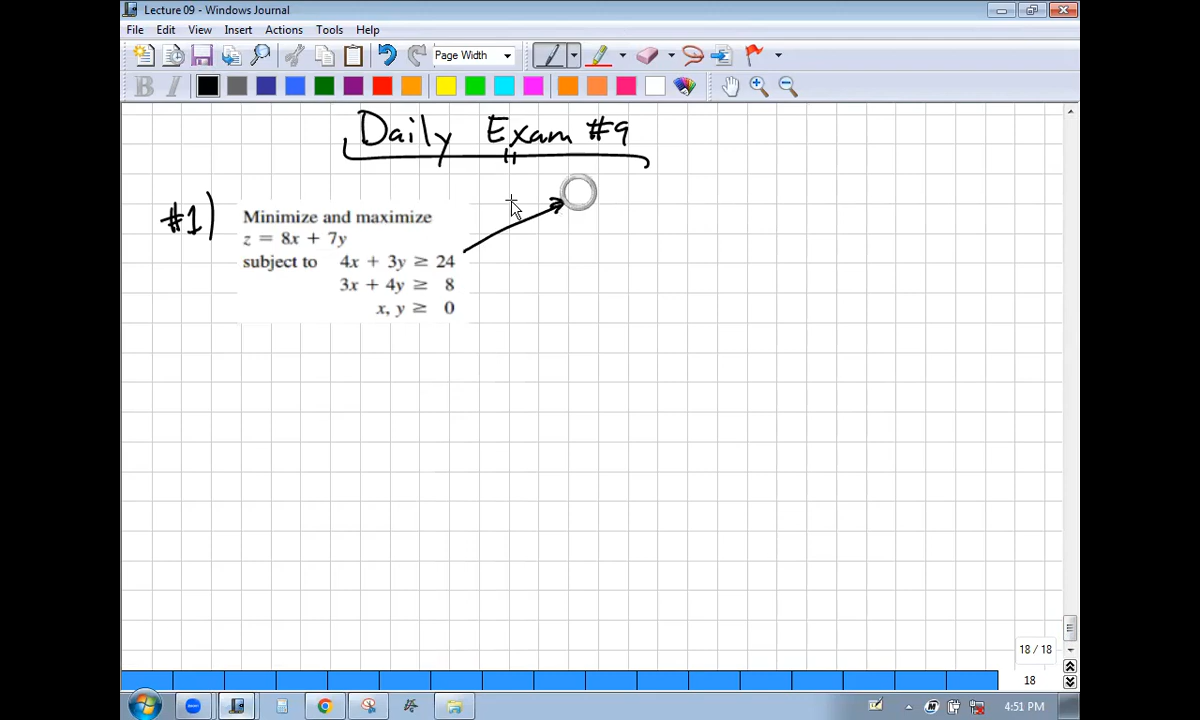 Lecture 09 - Windows Journal
File Edit View Insert Actions Tools Help
Page Width
B I
Daily Exam #9
#1)
Minimize and maximize
z = 8x + 7y
subject to 4x + 3y ≥ 24
3x + 4y ≥ 8
x, y ≥ 0
18 / 18
18
4:51 PM